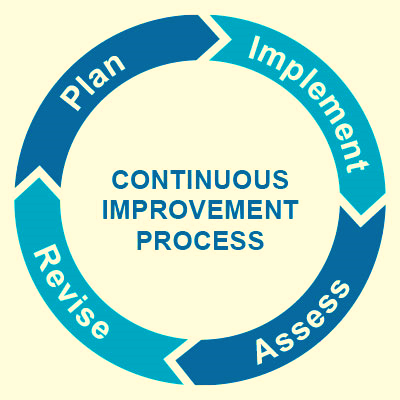 Plan
Implement
CONTINUOUS
IMPROVEMENT
PROCESS
Revise
Assess